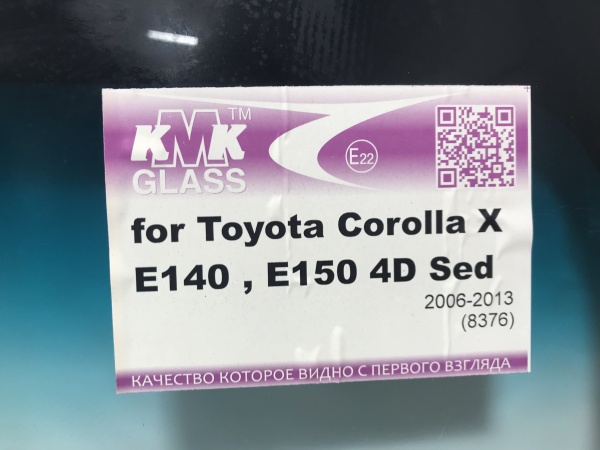 KMK™
GLASS
E22
for Toyota Corolla X
E140 , E150 4D Sed
2006-2013
(8376)
КАЧЕСТВО КОТОРОЕ ВИДНО С ПЕРВОГО ВЗГЛЯДА